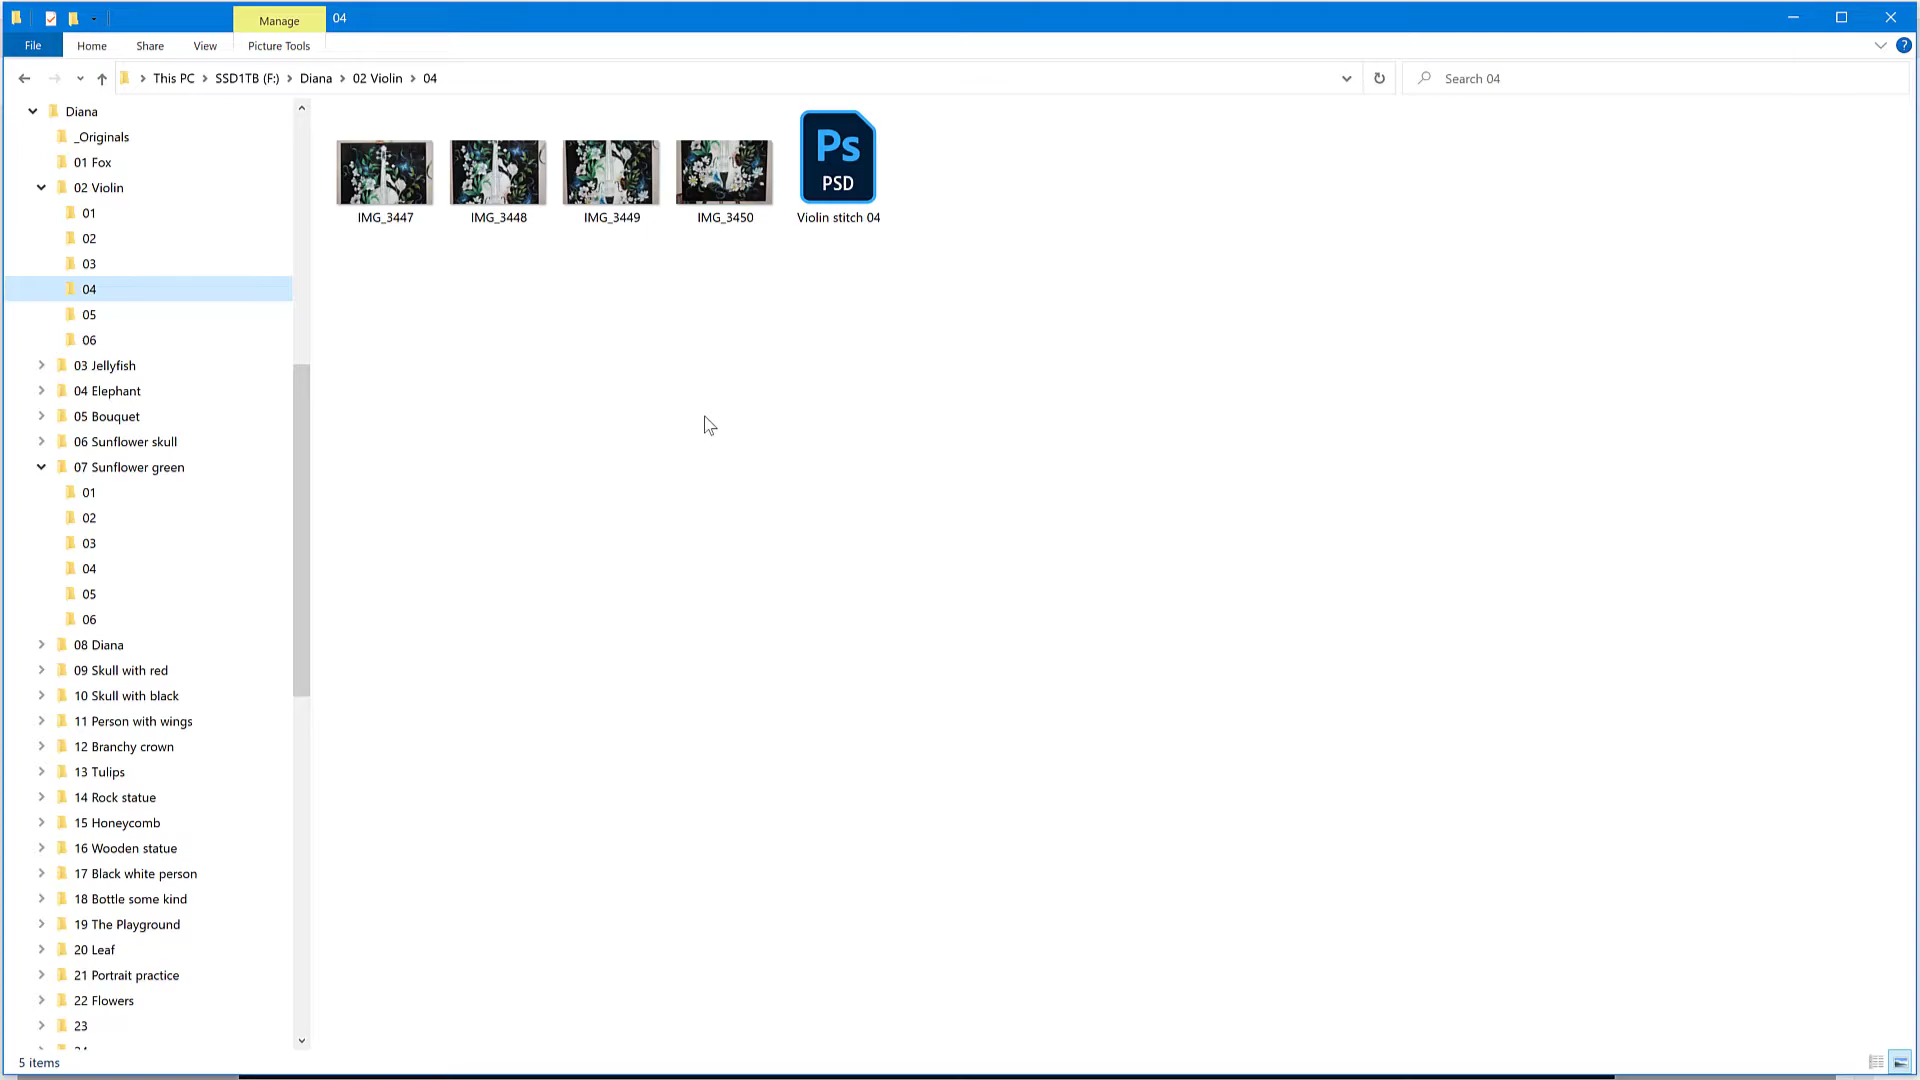 Manage
04
File
Home
Share
View
Picture Tools
This PC
SSD1TB (F:)
Diana
02 Violin
04
Search 04
Diana
_Originals
01 Fox
02 Violin
01
02
03
04
05
06
03 Jellyfish
04 Elephant
05 Bouquet
06 Sunflower skull
07 Sunflower green
01
02
03
04
05
06
08 Diana
09 Skull with red
10 Skull with black
11 Person with wings
12 Branchy crown
13 Tulips
14 Rock statue
15 Honeycomb
16 Wooden statue
17 Black white person
18 Bottle some kind
19 The Playground
20 Leaf
21 Portrait practice
22 Flowers
23
IMG_3447
IMG_3448
IMG_3449
IMG_3450
Ps
PSD
Violin stitch 04
5 items